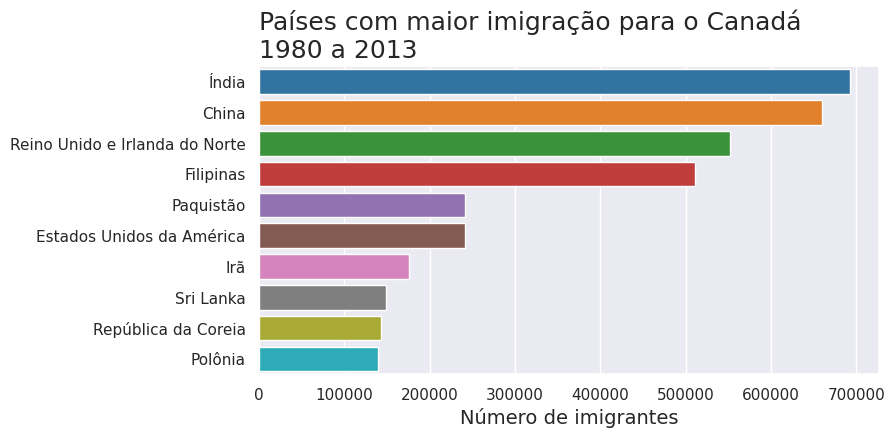 Países com maior imigração para o Canadá
1980 a 2013
Índia
China
Reino Unido e Irlanda do Norte
Filipinas
Paquistão
Estados Unidos da América
Irã
Sri Lanka
República da Coreia
Polônia
0 100000 200000 300000 400000 500000 600000 700000
Número de imigrantes